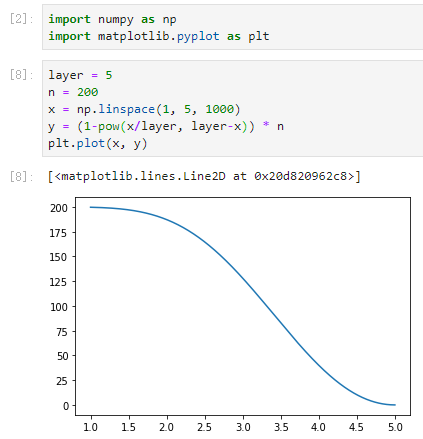 [2]: import numpy as np
import matplotlib.pyplot as plt
[8]: layer = 5
n = 200
x = np.linspace(1, 5, 1000)
y = (1-pow(x/layer, layer-x)) * n
plt.plot(x, y)
[8]: [<matplotlib.lines.Line2D at 0x20d820962c8>]
200
175
150
125
100
75
50
25
0
1.0 1.5 2.0 2.5 3.0 3.5 4.0 4.5 5.0